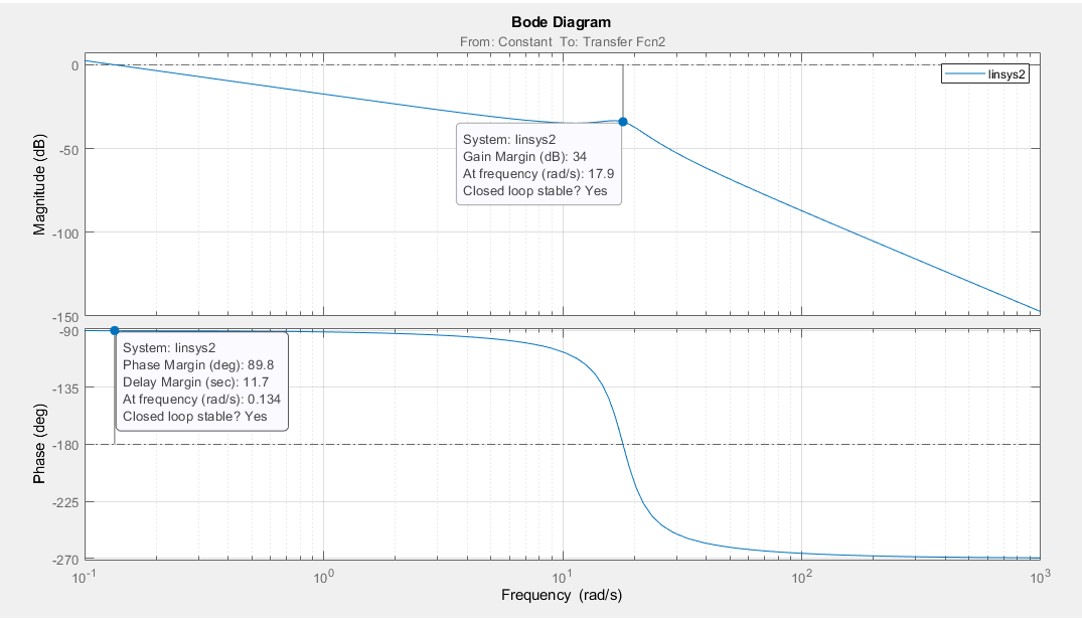 Bode Diagram
From: Constant To: Transfer Fcn2
Magnitude (dB)
0
-50
-100
-150
linsys2
System: linsys2
Gain Margin (dB): 34
At frequency (rad/s): 17.9
Closed loop stable? Yes
Phase (deg)
-90
-135
-180
-225
-270
System: linsys2
Phase Margin (deg): 89.8
Delay Margin (sec): 11.7
At frequency (rad/s): 0.134
Closed loop stable? Yes
10⁻¹ 10⁰ 10¹ 10² 10³
Frequency (rad/s)